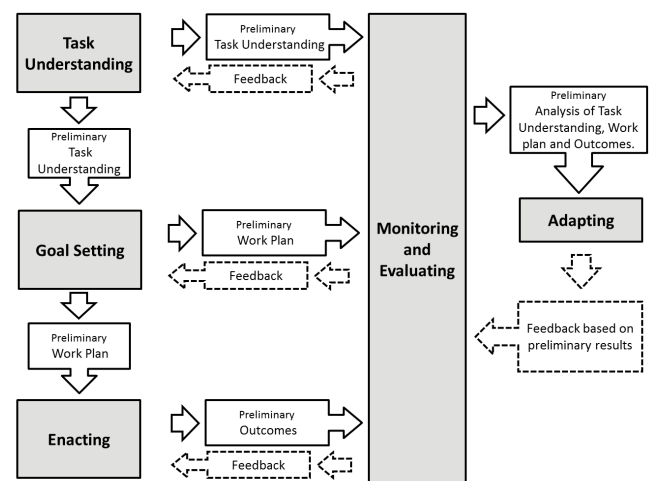 Task
Understanding
Preliminary
Task Understanding
Feedback
Preliminary
Task
Understanding
Goal Setting
Preliminary
Work Plan
Feedback
Preliminary
Work Plan
Enacting
Preliminary
Outcomes
Feedback
Monitoring
and
Evaluating
Preliminary
Analysis of Task
Understanding, Work
plan and Outcomes.
Adapting
Feedback based on
preliminary results